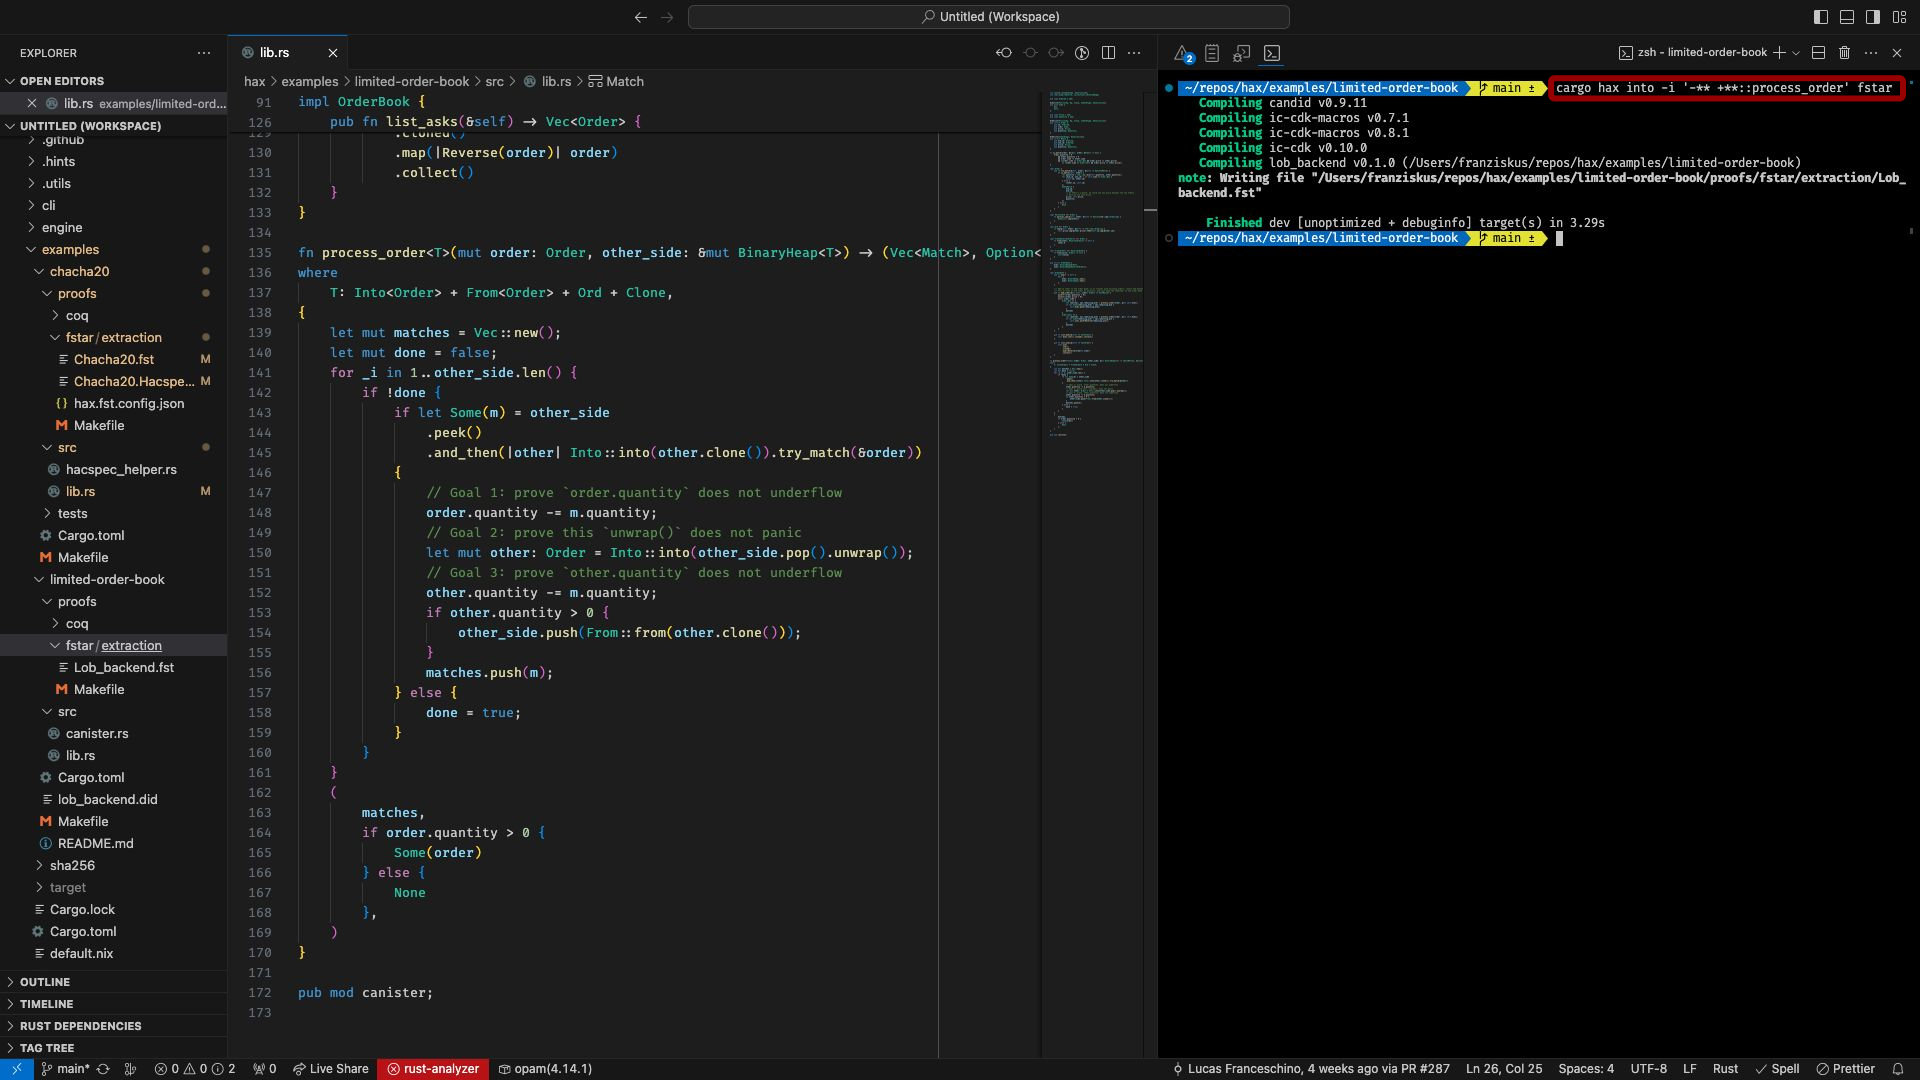 Untitled (Workspace)
EXPLORER
OPEN EDITORS
lib.rs examples/limited-ord...
UNTITLED (WORKSPACE)
.github
.hints
.utils
cli
engine
examples
chacha20
proofs
coq
fstar/extraction
Chacha20.fst M
Chacha20.Hacspe... M
{} hax.fst.config.json
Makefile
src
hacspec_helper.rs
lib.rs M
tests
Cargo.toml
Makefile
limited-order-book
proofs
coq
fstar/extraction
Lob_backend.fst
Makefile
src
canister.rs
lib.rs
Cargo.toml
lob_backend.did
Makefile
README.md
sha256
target
Cargo.lock
Cargo.toml
default.nix
OUTLINE
TIMELINE
RUST DEPENDENCIES
TAG TREE
lib.rs
hax > examples > limited-order-book > src > lib.rs > Match
91 impl OrderBook {
126 pub fn list_asks(&self) -> Vec<Order> {
129 .cloned()
130 .map(|Reverse(order)| order)
131 .collect()
132 }
133 }
134
135 fn process_order<T>(mut order: Order, other_side: &mut BinaryHeap<T>) -> (Vec<Match>, Option<
136 where
137 T: Into<Order> + From<Order> + Ord + Clone,
138 {
139 let mut matches = Vec::new();
140 let mut done = false;
141 for _i in 1..other_side.len() {
142 if !done {
143 if let Some(m) = other_side
144 .peek()
145 .and_then(|other| Into::into(other.clone()).try_match(&order))
146 {
147 // Goal 1: prove `order.quantity` does not underflow
148 order.quantity -= m.quantity;
149 // Goal 2: prove this `unwrap()` does not panic
150 let mut other: Order = Into::into(other_side.pop().unwrap());
151 // Goal 3: prove `other.quantity` does not underflow
152 other.quantity -= m.quantity;
153 if other.quantity > 0 {
154 other_side.push(From::from(other.clone()));
155 }
156 matches.push(m);
157 } else {
158 done = true;
159 }
160 }
161 }
162 (
163 matches,
164 if order.quantity > 0 {
165 Some(order)
166 } else {
167 None
168 },
169 )
170 }
171
172 pub mod canister;
173
2
zsh - limited-order-book
~/repos/hax/examples/limited-order-book main ± cargo hax into -i '-** +**::process_order' fstar
Compiling candid v0.9.11
Compiling ic-cdk-macros v0.7.1
Compiling ic-cdk-macros v0.8.1
Compiling ic-cdk v0.10.0
Compiling lob_backend v0.1.0 (/Users/franziskus/repos/hax/examples/limited-order-book)
note: Writing file "/Users/franziskus/repos/hax/examples/limited-order-book/proofs/fstar/extraction/Lob_
backend.fst"
Finished dev [unoptimized + debuginfo] target(s) in 3.29s
~/repos/hax/examples/limited-order-book main ±
main* 0 0 2 0 Live Share rust-analyzer opam(4.14.1) Lucas Franceschino, 4 weeks ago via PR #287 Ln 26, Col 25 Spaces: 4 UTF-8 LF Rust Spell Prettier